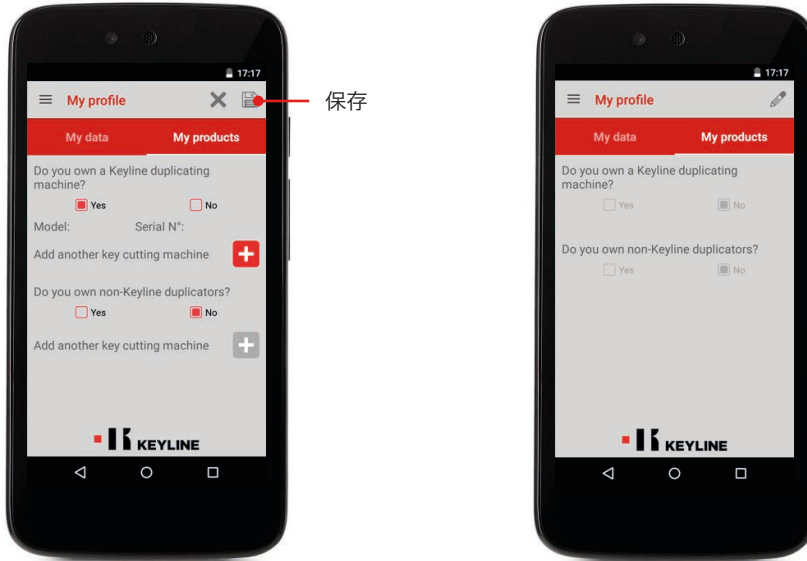 17:17
My profile
保存
My data My products
Do you own a Keyline duplicating
machine?
Yes No
Model: Serial N°:
Add another key cutting machine
Do you own non-Keyline duplicators?
Yes No
Add another key cutting machine
KEYLINE
17:17
My profile
My data My products
Do you own a Keyline duplicating
machine?
Yes No
Do you own non-Keyline duplicators?
Yes No
KEYLINE